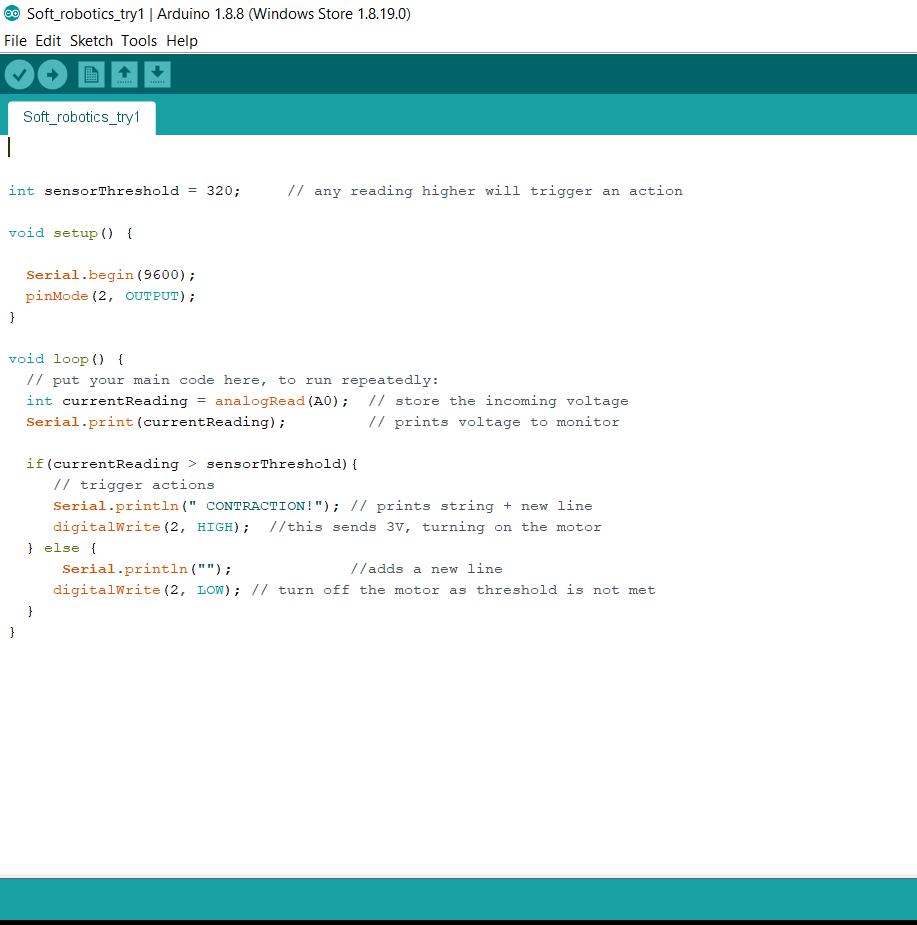 Soft_robotics_try1 | Arduino 1.8.8 (Windows Store 1.8.19.0)
File Edit Sketch Tools Help
Soft_robotics_try1
int sensorThreshold = 320;     // any reading higher will trigger an action
void setup() {
  Serial.begin(9600);
  pinMode(2, OUTPUT);
}
void loop() {
  // put your main code here, to run repeatedly:
  int currentReading = analogRead(A0);  // store the incoming voltage
  Serial.print(currentReading);         // prints voltage to monitor
  if(currentReading > sensorThreshold){
     // trigger actions
     Serial.println(" CONTRACTION!"); // prints string + new line
     digitalWrite(2, HIGH);  //this sends 3V, turning on the motor
  } else {
      Serial.println("");             //adds a new line
     digitalWrite(2, LOW); // turn off the motor as threshold is not met
  }
}